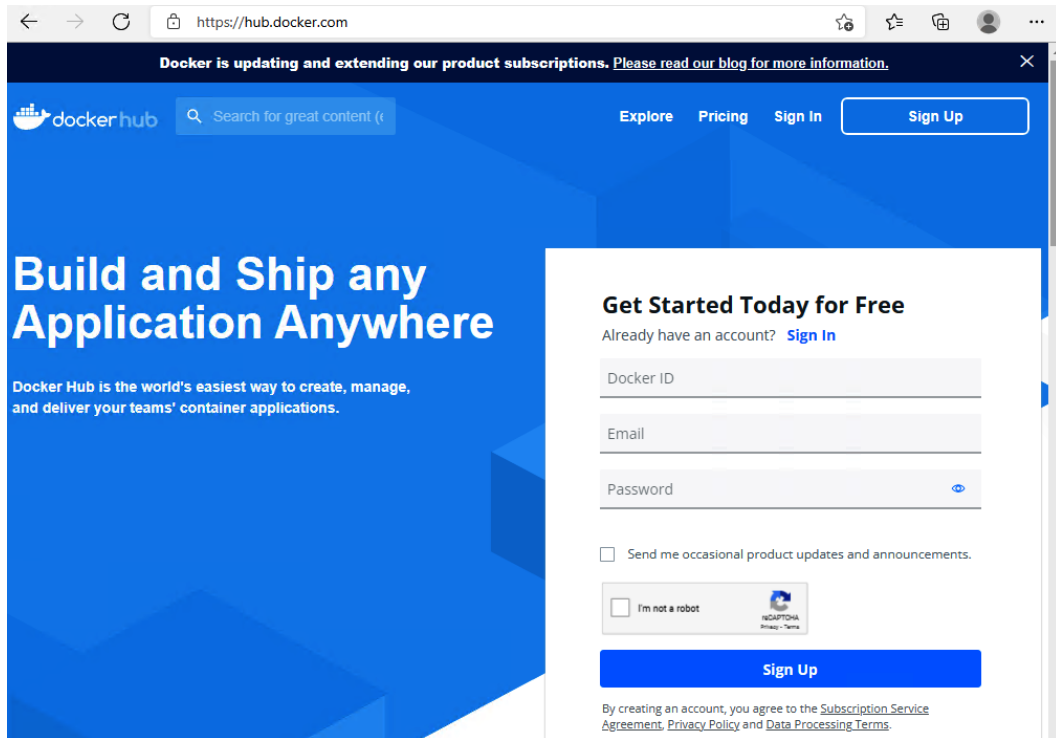 https://hub.docker.com
Docker is updating and extending our product subscriptions. Please read our blog for more information.
dockerhub
Search for great content (e
Explore
Pricing
Sign In
Sign Up
Build and Ship any
Application Anywhere
Docker Hub is the world's easiest way to create, manage,
and deliver your teams' container applications.
Get Started Today for Free
Already have an account? Sign In
Docker ID
Email
Password
Send me occasional product updates and announcements.
I'm not a robot
reCAPTCHA
Privacy - Terms
Sign Up
By creating an account, you agree to the Subscription Service
Agreement, Privacy Policy and Data Processing Terms.